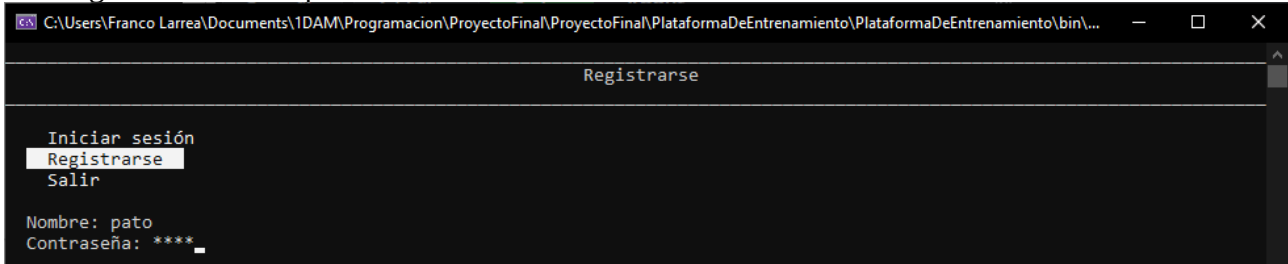 C:\Users\Franco Larrea\Documents\1DAM\Programacion\ProyectoFinal\ProyectoFinal\PlataformaDeEntrenamiento\PlataformaDeEntrenamiento\bin\...
Registrarse
Iniciar sesión
Registrarse
Salir
Nombre: pato
Contraseña: ****